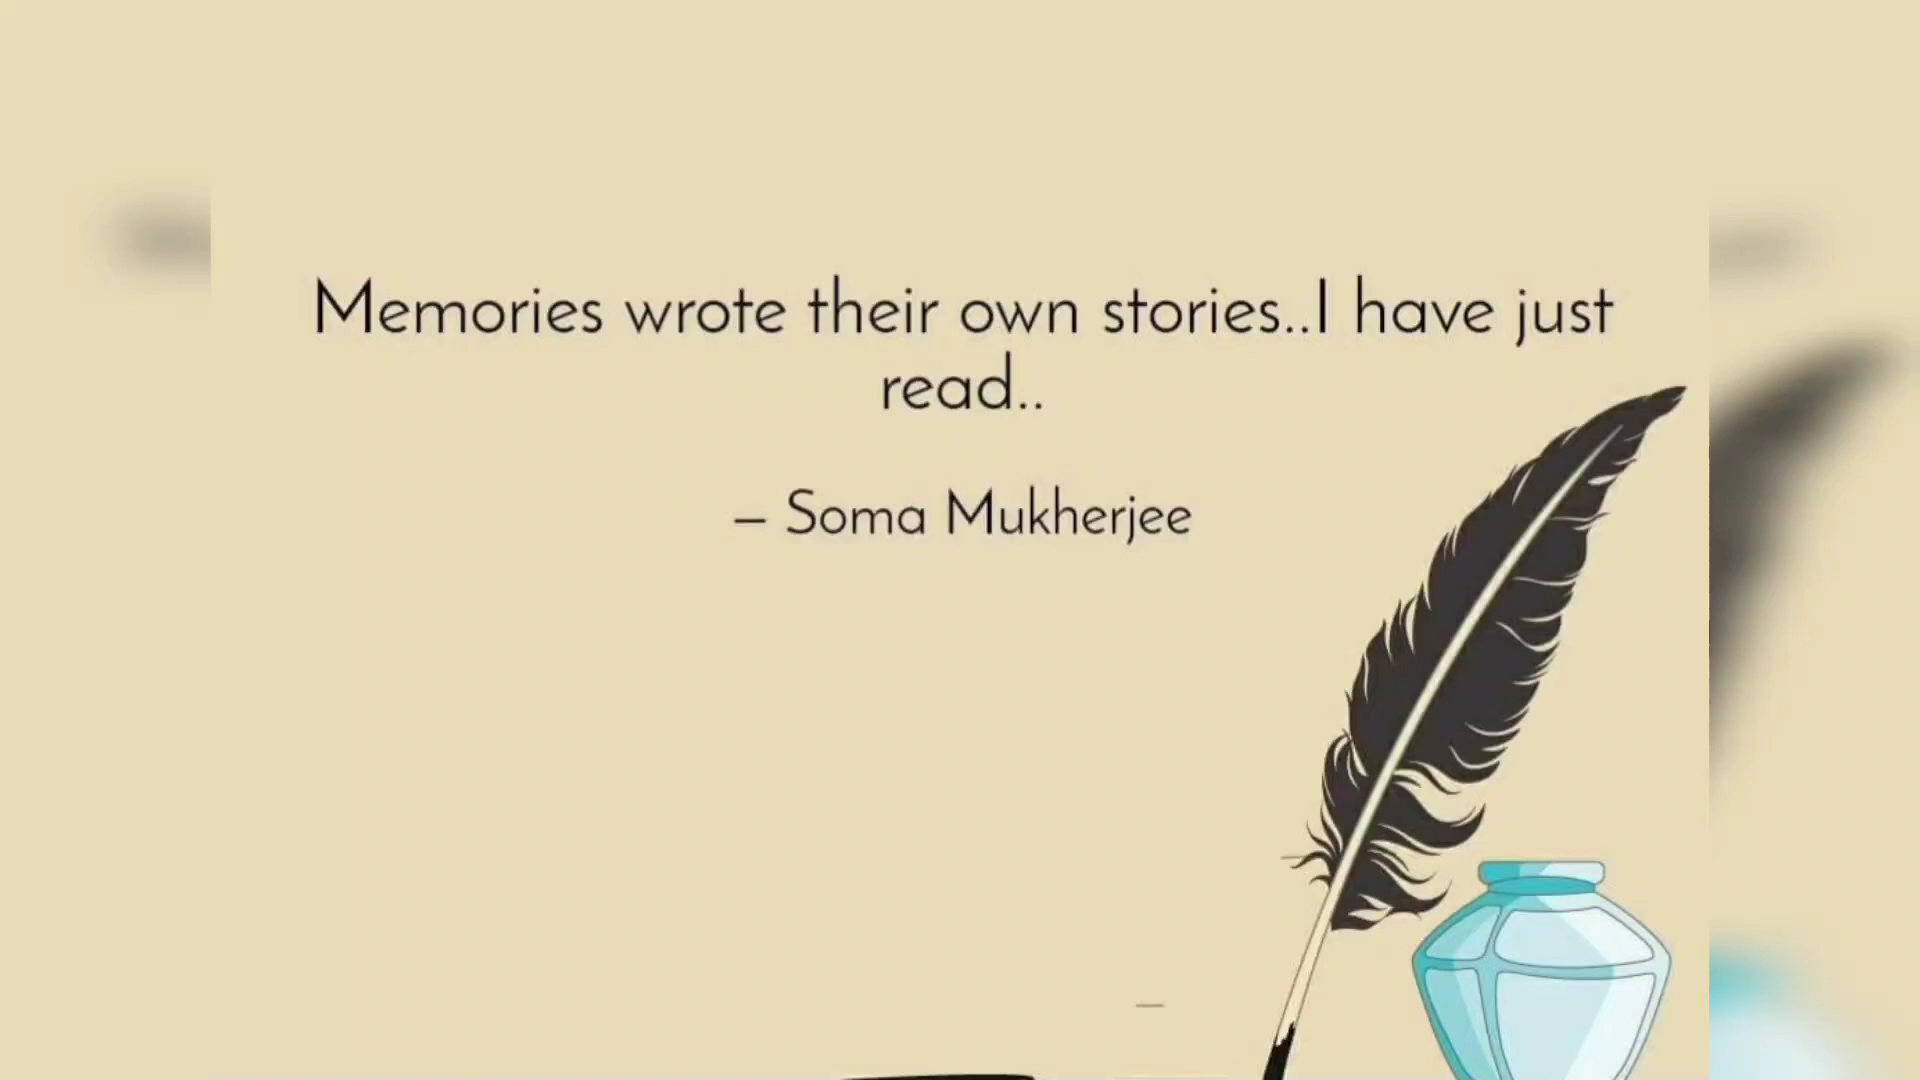 Memories wrote their own stories..I have just
read..
– Soma Mukherjee